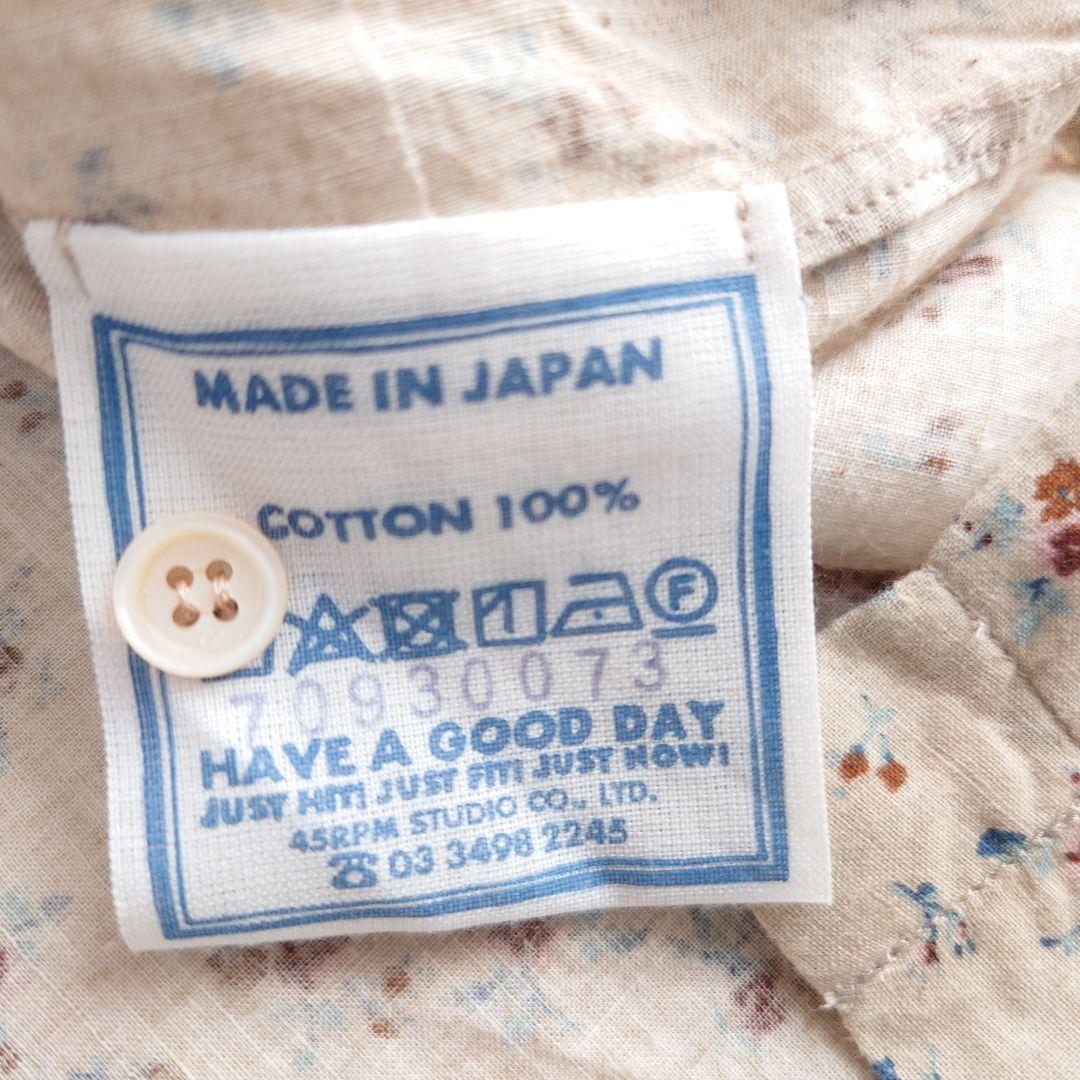 MADE IN JAPAN
COTTON 100%
F
70930073
HAVE A GOOD DAY
JUST HIT! JUST FIT! JUST NOW!
45RPM STUDIO CO., LTD.
☎ 03 3498 2245